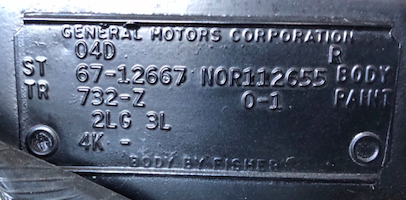 GENERAL MOTORS CORPORATION
04D R
ST 67-12667 NOR112655 BODY
TR 732-Z O-1 PAINT
2LG 3L
4K -
BODY BY FISHER